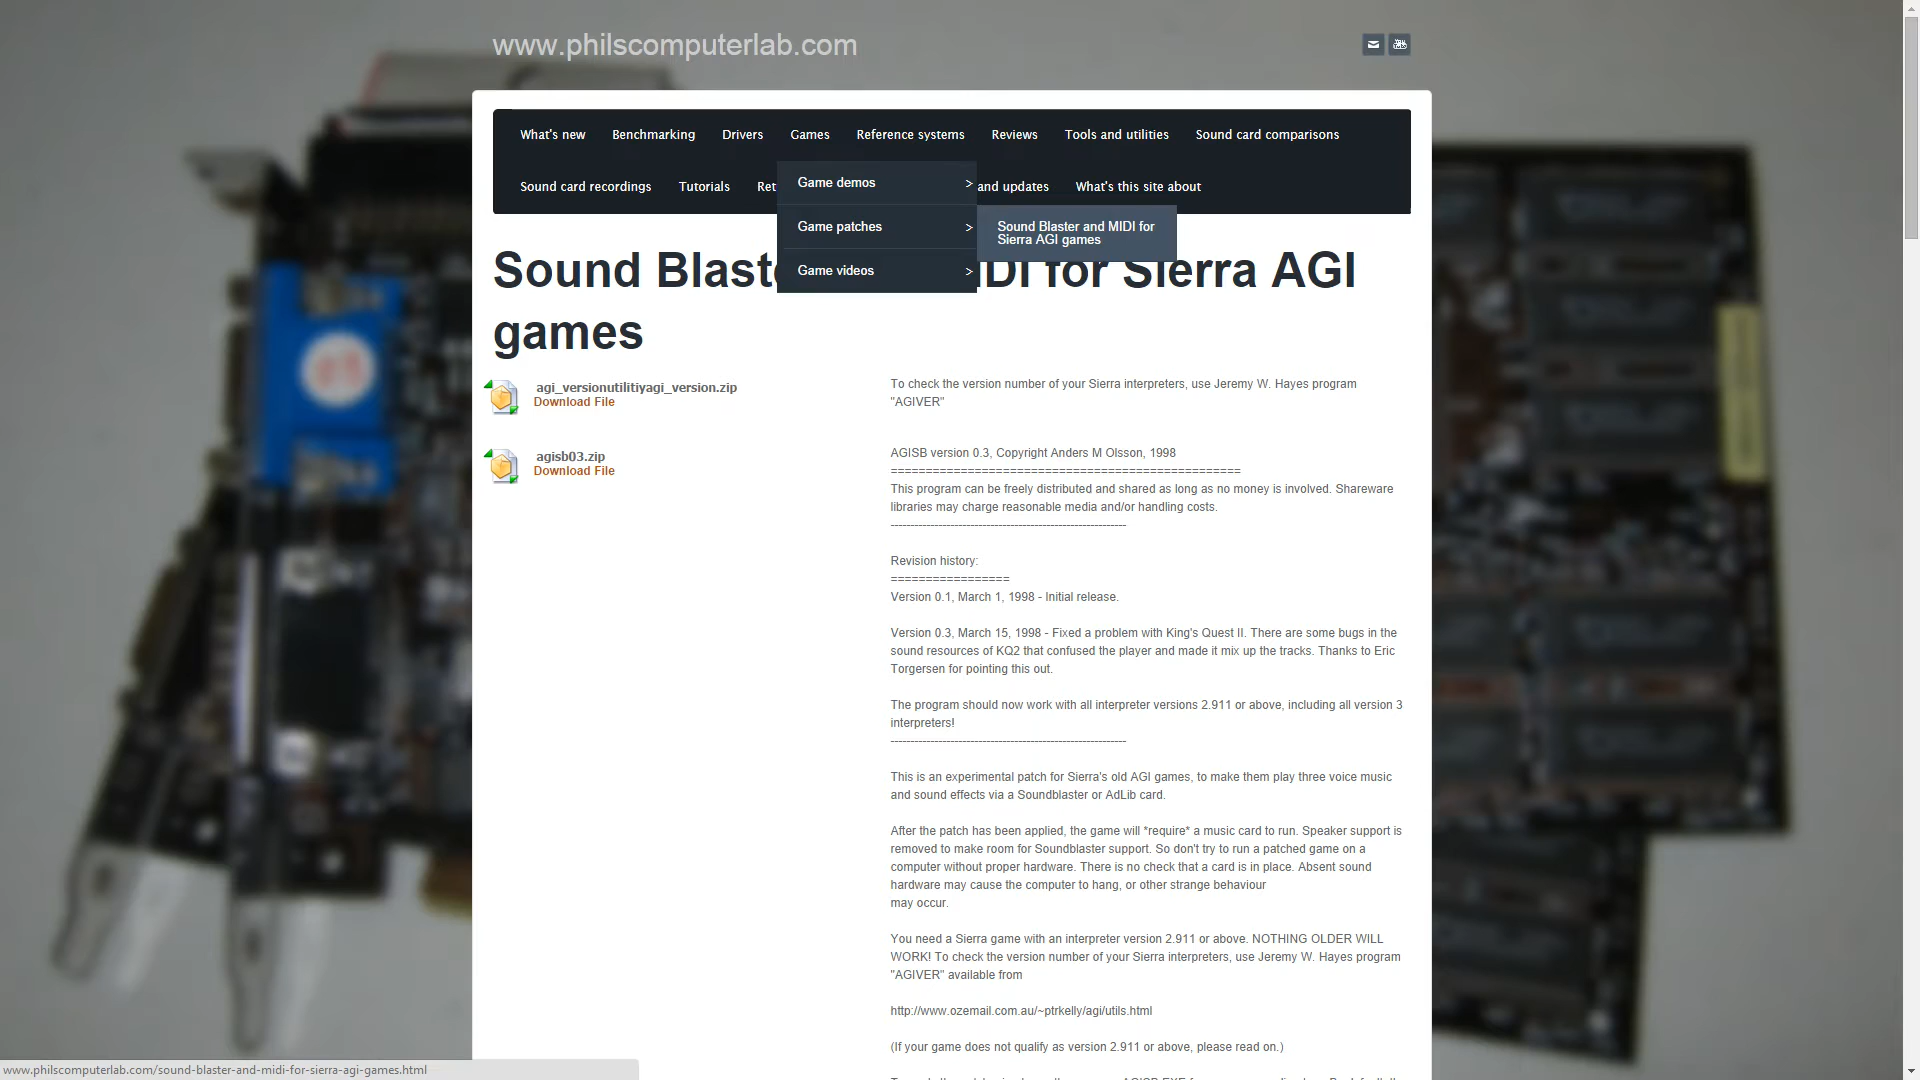 www.philscomputerlab.com
What's new Benchmarking Drivers Games Reference systems Reviews Tools and utilities Sound card comparisons
Sound card recordings Tutorials Ret and updates What's this site about
Game demos >
Game patches >
Game videos >
Sound Blaster and MIDI for
Sierra AGI games
Sound Blaste DI for Sierra AGI
games
agi_versionutilitiyagi_version.zip
Download File
agisb03.zip
Download File
To check the version number of your Sierra interpreters, use Jeremy W. Hayes program
"AGIVER"
AGISB version 0.3, Copyright Anders M Olsson, 1998
==================================================
This program can be freely distributed and shared as long as no money is involved. Shareware
libraries may charge reasonable media and/or handling costs.
-----------------------------------------------------------
Revision history:
=================
Version 0.1, March 1, 1998 - Initial release.
Version 0.3, March 15, 1998 - Fixed a problem with King's Quest II. There are some bugs in the
sound resources of KQ2 that confused the player and made it mix up the tracks. Thanks to Eric
Torgersen for pointing this out.
The program should now work with all interpreter versions 2.911 or above, including all version 3
interpreters!
-----------------------------------------------------------
This is an experimental patch for Sierra's old AGI games, to make them play three voice music
and sound effects via a Soundblaster or AdLib card.
After the patch has been applied, the game will *require* a music card to run. Speaker support is
removed to make room for Soundblaster support. So don't try to run a patched game on a
computer without proper hardware. There is no check that a card is in place. Absent sound
hardware may cause the computer to hang, or other strange behaviour
may occur.
You need a Sierra game with an interpreter version 2.911 or above. NOTHING OLDER WILL
WORK! To check the version number of your Sierra interpreters, use Jeremy W. Hayes program
"AGIVER" available from
http://www.ozemail.com.au/~ptrkelly/agi/utils.html
(If your game does not qualify as version 2.911 or above, please read on.)
www.philscomputerlab.com/sound-blaster-and-midi-for-sierra-agi-games.html